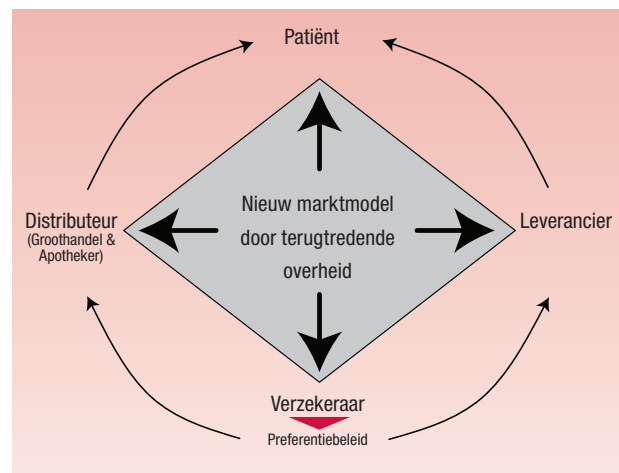 Patiënt
Distributeur
(Groothandel &
Apotheker)
Nieuw marktmodel
door terugtredende
overheid
Leverancier
Verzekeraar
Preferentiebeleid